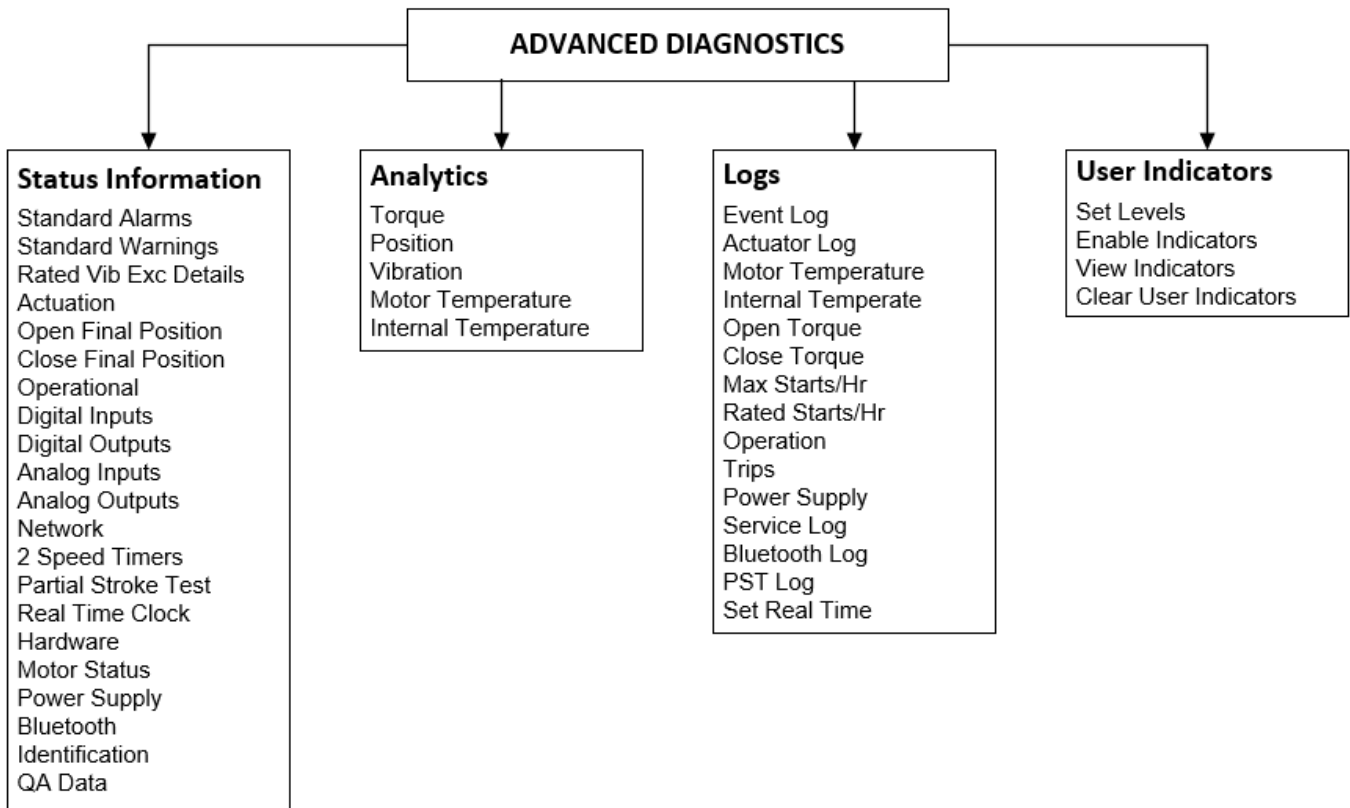 ADVANCED DIAGNOSTICS
Status Information
Standard Alarms
Standard Warnings
Rated Vib Exc Details
Actuation
Open Final Position
Close Final Position
Operational
Digital Inputs
Digital Outputs
Analog Inputs
Analog Outputs
Network
2 Speed Timers
Partial Stroke Test
Real Time Clock
Hardware
Motor Status
Power Supply
Bluetooth
Identification
QA Data
Analytics
Torque
Position
Vibration
Motor Temperature
Internal Temperature
Logs
Event Log
Actuator Log
Motor Temperature
Internal Temperate
Open Torque
Close Torque
Max Starts/Hr
Rated Starts/Hr
Operation
Trips
Power Supply
Service Log
Bluetooth Log
PST Log
Set Real Time
User Indicators
Set Levels
Enable Indicators
View Indicators
Clear User Indicators